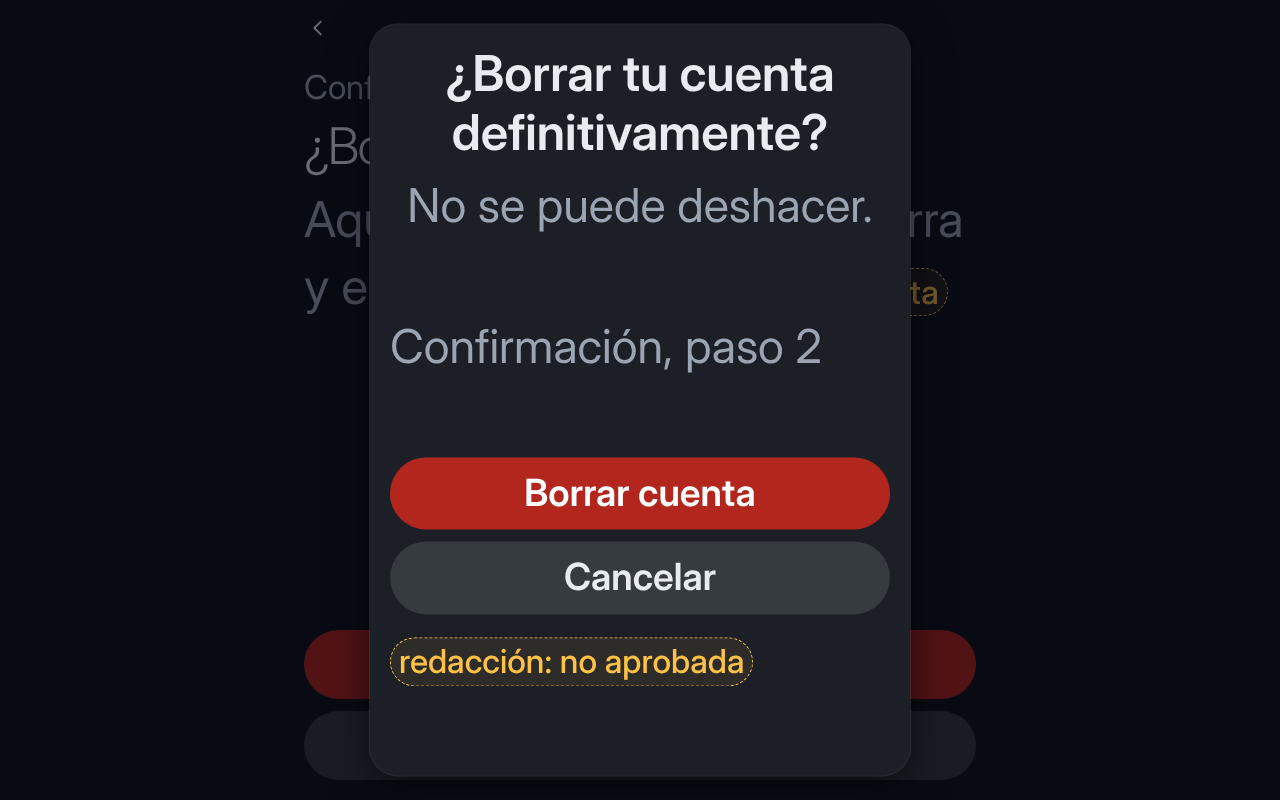 ¿Borrar tu cuenta
definitivamente?
No se puede deshacer.
Confirmación, paso 2
Borrar cuenta
Cancelar
redacción: no aprobada